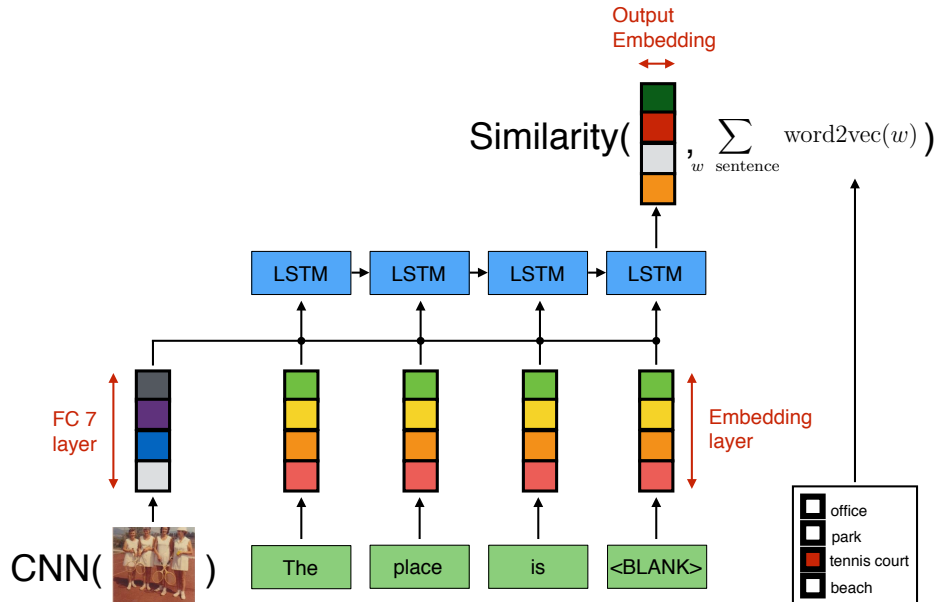 Output
Embedding
Similarity( , ∑ word2vec(w) )
w sentence
LSTM LSTM LSTM LSTM
FC 7
layer
Embedding
layer
CNN( )
The place is <BLANK>
office
park
tennis court
beach